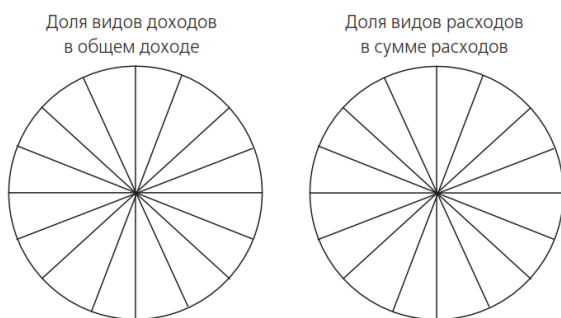 Доля видов доходов
в общем доходе
Доля видов расходов
в сумме расходов